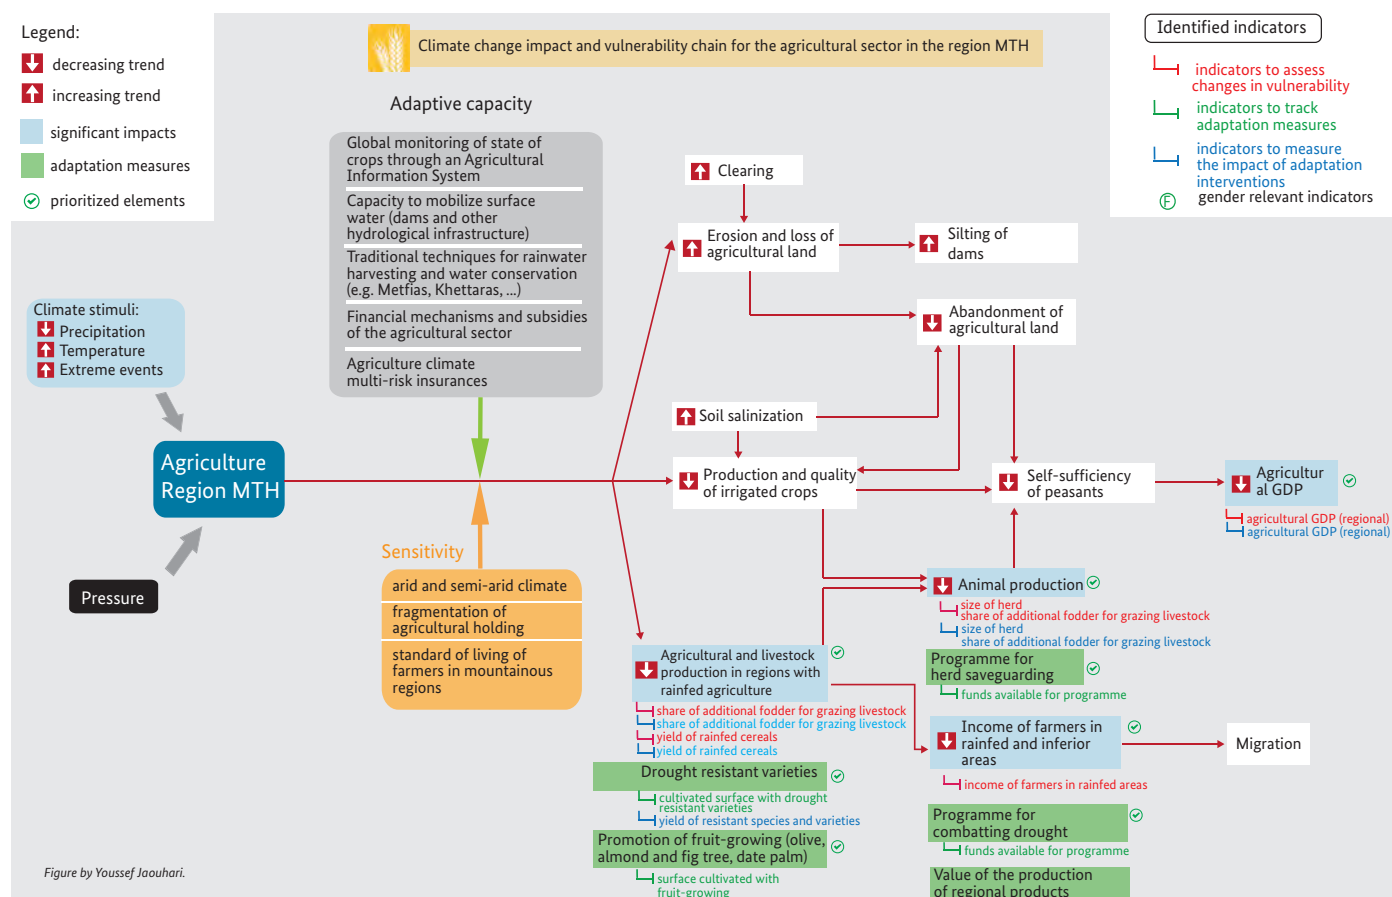 Legend:
decreasing trend
increasing trend
significant impacts
adaptation measures
prioritized elements
Climate change impact and vulnerability chain for the agricultural sector in the region MTH
Identified indicators
indicators to assess
changes in vulnerability
indicators to track
adaptation measures
indicators to measure
the impact of adaptation
interventions
F
gender relevant indicators
Adaptive capacity
Global monitoring of state of
crops through an Agricultural
Information System
Capacity to mobilize surface
water (dams and other
hydrological infrastructure)
Traditional techniques for rainwater
harvesting and water conservation
(e.g. Metfias, Khettaras, ...)
Financial mechanisms and subsidies
of the agricultural sector
Agriculture climate
multi-risk insurances
Climate stimuli:
Precipitation
Temperature
Extreme events
Agriculture
Region MTH
Pressure
Sensitivity
arid and semi-arid climate
fragmentation of
agricultural holding
standard of living of
farmers in mountainous
regions
Clearing
Erosion and loss of
agricultural land
Silting of
dams
Abandonment of
agricultural land
Soil salinization
Production and quality
of irrigated crops
Self-sufficiency
of peasants
Agricultur
al GDP
agricultural GDP (regional)
agricultural GDP (regional)
Animal production
size of herd
share of additional fodder for grazing livestock
size of herd
share of additional fodder for grazing livestock
Programme for
herd saveguarding
funds available for programme
Agricultural and livestock
production in regions with
rainfed agriculture
share of additional fodder for grazing livestock
share of additional fodder for grazing livestock
yield of rainfed cereals
yield of rainfed cereals
Drought resistant varieties
cultivated surface with drought
resistant varieties
yield of resistant species and varieties
Promotion of fruit-growing (olive,
almond and fig tree, date palm)
surface cultivated with
fruit-growing
Income of farmers in
rainfed and inferior
areas
income of farmers in rainfed areas
Migration
Programme for
combatting drought
funds available for programme
Value of the production
of regional products
Figure by Youssef Jaouhari.